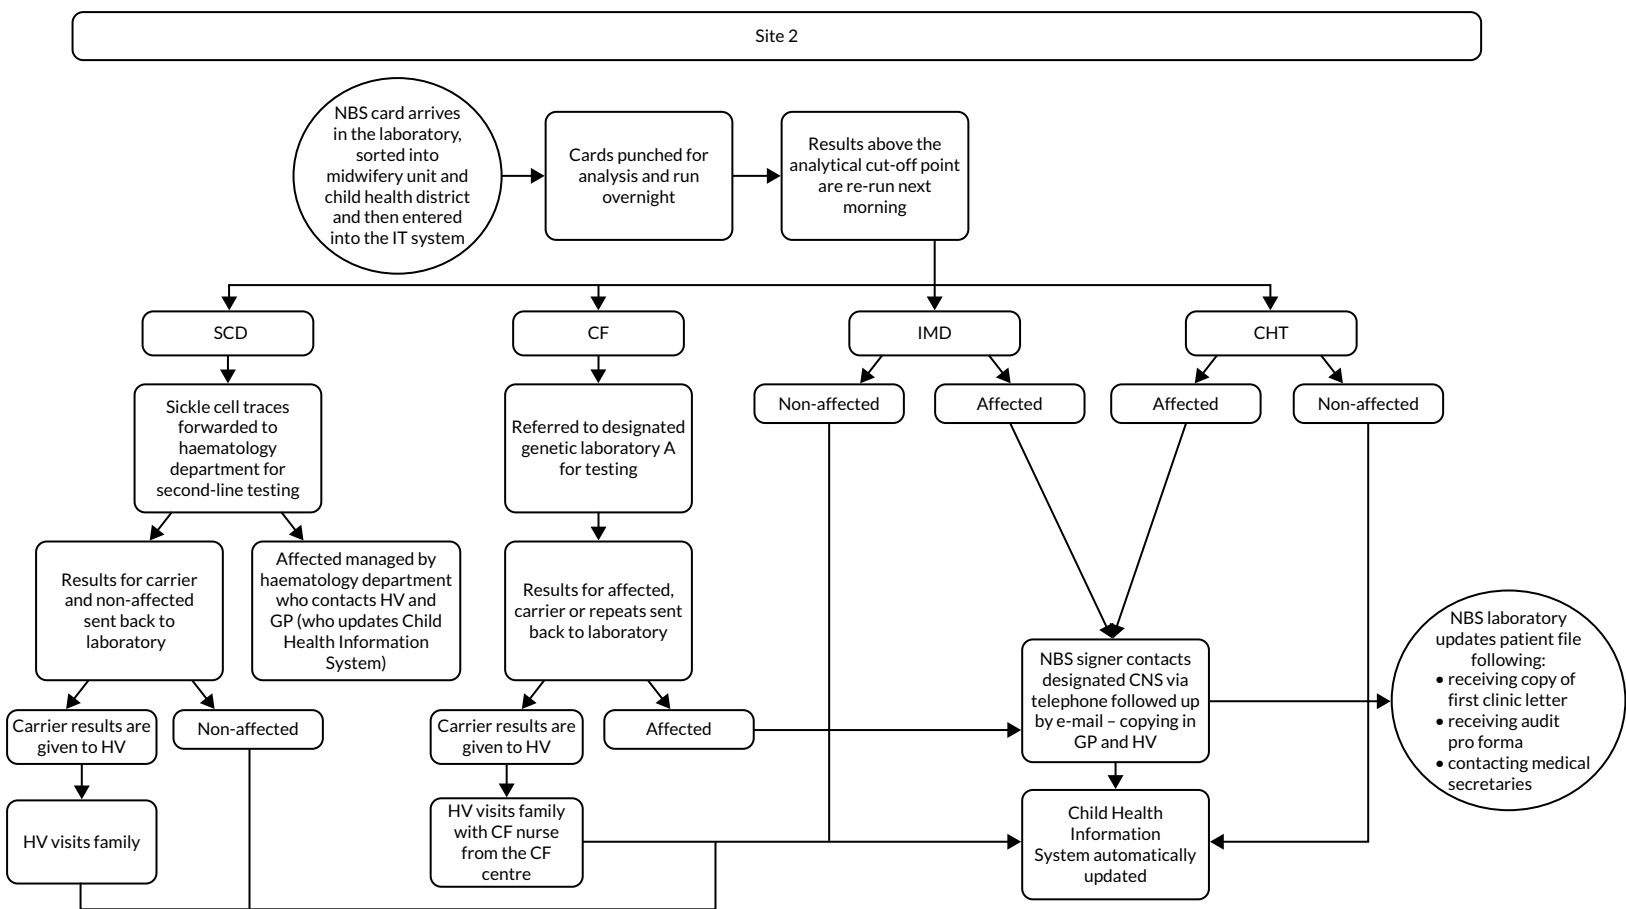 Site 2
NBS card arrives
in the laboratory,
sorted into
midwifery unit and
child health district
and then entered
into the IT system
Cards punched for
analysis and run
overnight
Results above the
analytical cut-off point
are re-run next
morning
SCD
CF
IMD
CHT
Non-affected
Affected
Affected
Non-affected
Sickle cell traces
forwarded to
haematology
department for
second-line testing
Referred to designated
genetic laboratory A
for testing
Results for carrier
and non-affected
sent back to
laboratory
Affected managed by
haematology department
who contacts HV and
GP (who updates Child
Health Information
System)
Results for affected,
carrier or repeats sent
back to laboratory
NBS signer contacts
designated CNS via
telephone followed up
by e-mail – copying in
GP and HV
NBS laboratory
updates patient file
following:
• receiving copy of
first clinic letter
• receiving audit
pro forma
• contacting medical
secretaries
Carrier results are
given to HV
Non-affected
Carrier results are
given to HV
Affected
HV visits family
HV visits family
with CF nurse
from the CF
centre
Child Health
Information
System automatically
updated